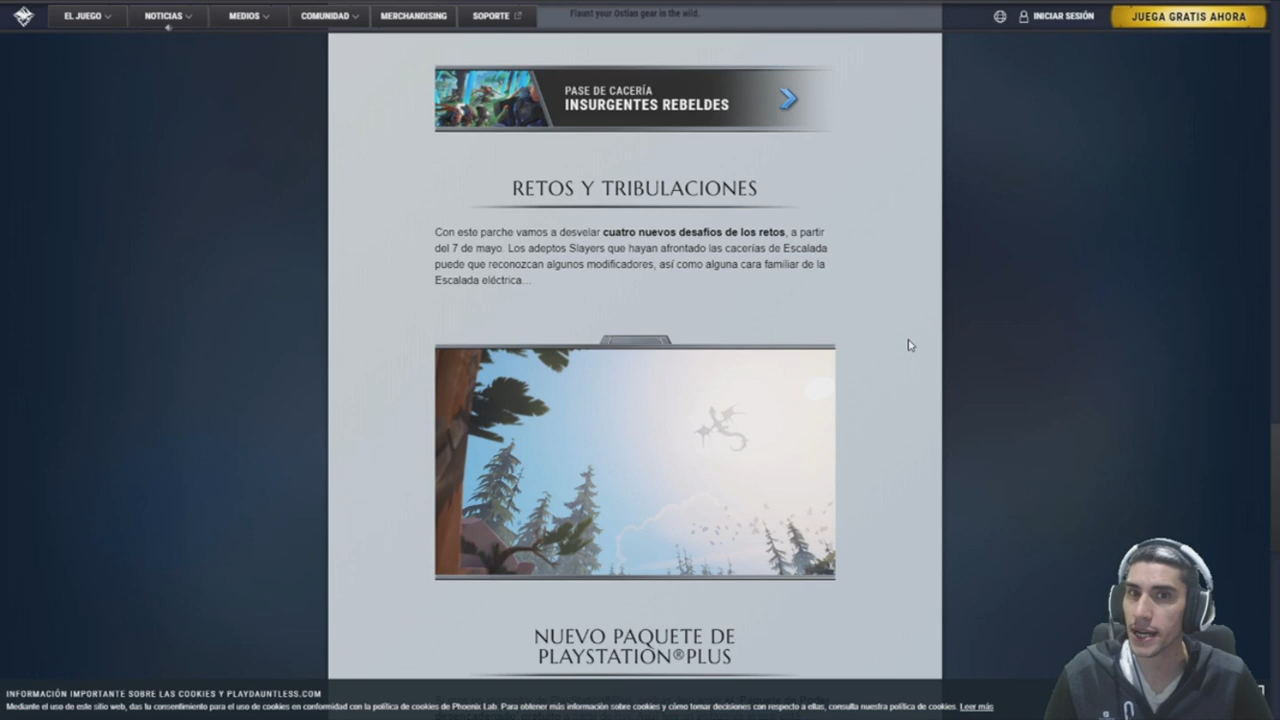 EL JUEGO NOTICIAS MEDIOS COMUNIDAD MERCHANDISING SOPORTE
Flaunt your Ostian gear in the wild.
INICIAR SESIÓN
JUEGA GRATIS AHORA
PASE DE CACERÍA
INSURGENTES REBELDES
RETOS Y TRIBULACIONES
Con este parche vamos a desvelar cuatro nuevos desafíos de los retos, a partir
del 7 de mayo. Los adeptos Slayers que hayan afrontado las cacerías de Escalada
puede que reconozcan algunos modificadores, así como alguna cara familiar de la
Escalada eléctrica...
NUEVO PAQUETE DE
PLAYSTATION®PLUS
INFORMACIÓN IMPORTANTE SOBRE LAS COOKIES Y PLAYDAUNTLESS.COM
Mediante el uso de este sitio web, das tu consentimiento para el uso de cookies en conformidad con la política de cookies de Phoenix Lab. Para obtener más información sobre cookies y cómo tomar decisiones con respecto a ellas, consulta nuestra política de cookies. Leer más